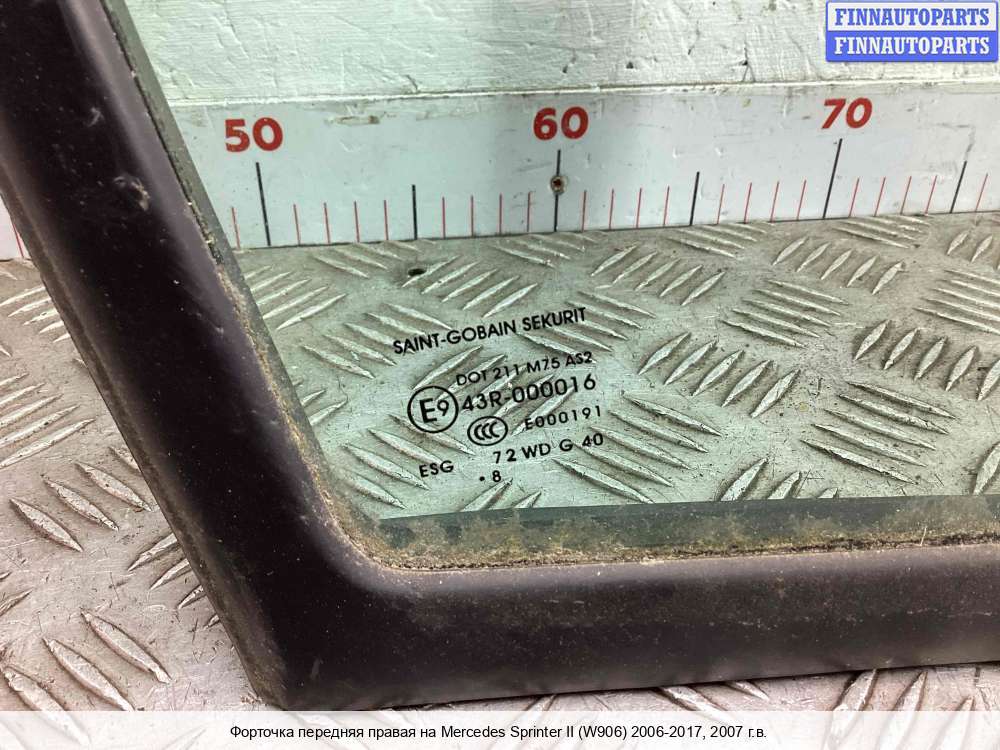 FINNAUTOPARTS
FINNAUTOPARTS
50 60 70
SAINT-GOBAIN SEKURIT
DOT 211 M75 AS2
E9 43R-000016
CCC E000191
ESG 72 WD G 40
. 8
Форточка передняя правая на Mercedes Sprinter II (W906) 2006-2017, 2007 г.в.